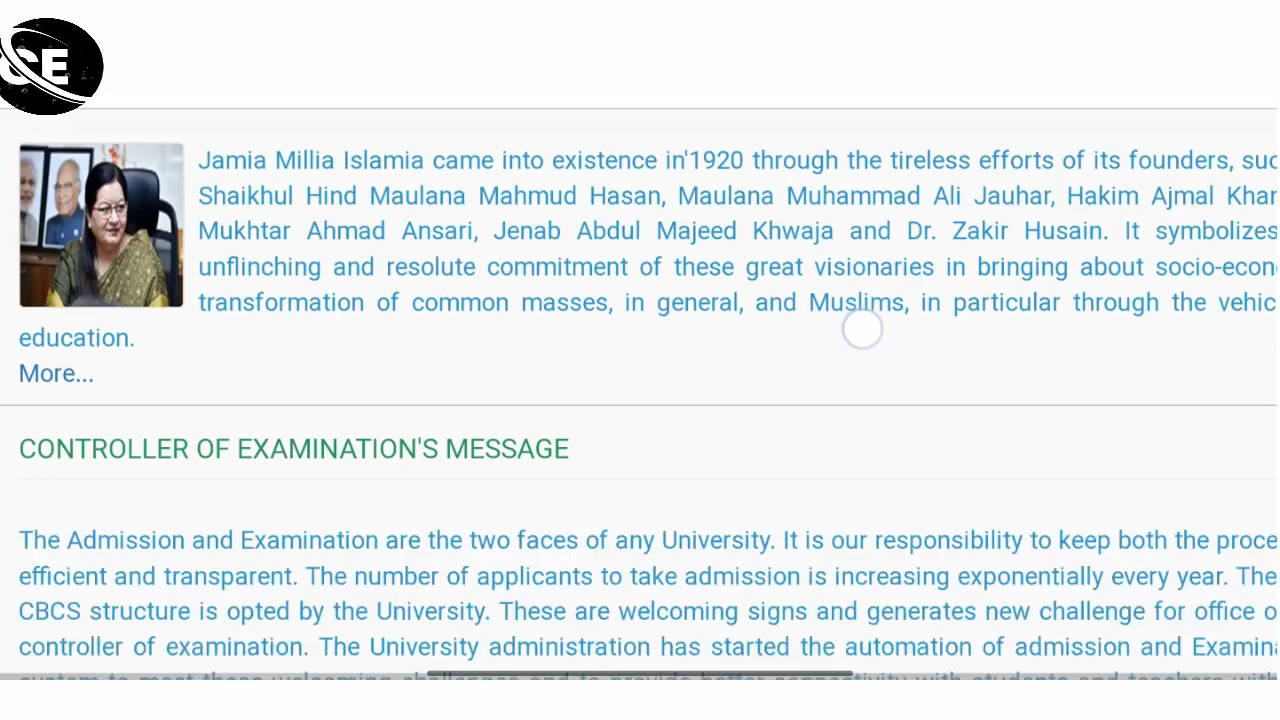 CE
Jamia Millia Islamia came into existence in'1920 through the tireless efforts of its founders,
Shaikhul Hind Maulana Mahmud Hasan, Maulana Muhammad Ali Jauhar, Hakim Ajmal
Mukhtar Ahmad Ansari, Jenab Abdul Majeed Khwaja and Dr. Zakir Husain. It symbolizes
unflinching and resolute commitment of these great visionaries in bringing about
transformation of common masses, in general, and Muslims, in particular through the
education.
More...
CONTROLLER OF EXAMINATION'S MESSAGE
The Admission and Examination are the two faces of any University. It is our responsibility to keep both the
efficient and transparent. The number of applicants to take admission is increasing exponentially every year. The
CBCS structure is opted by the University. These are welcoming signs and generates new challenge for office
controller of examination. The University administration has started the automation of admission and